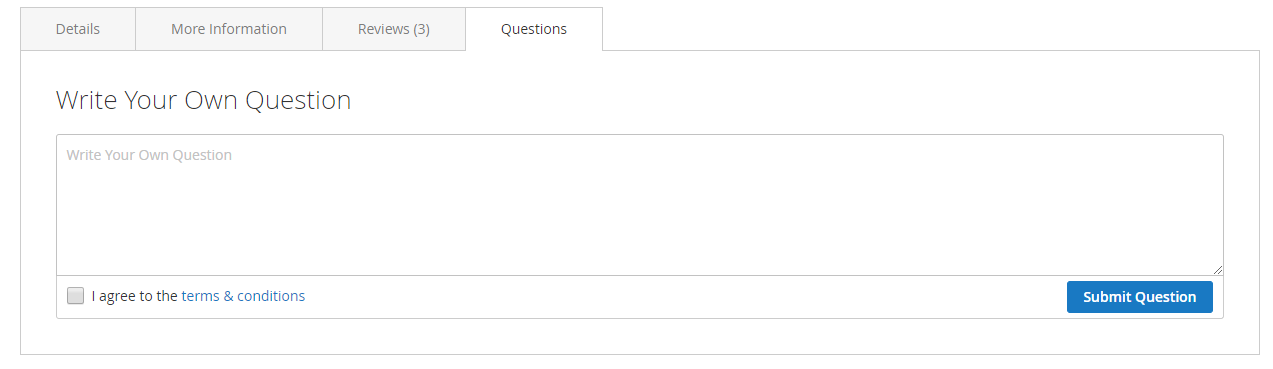 Details More Information Reviews (3) Questions
Write Your Own Question
Write Your Own Question
I agree to the terms & conditions Submit Question